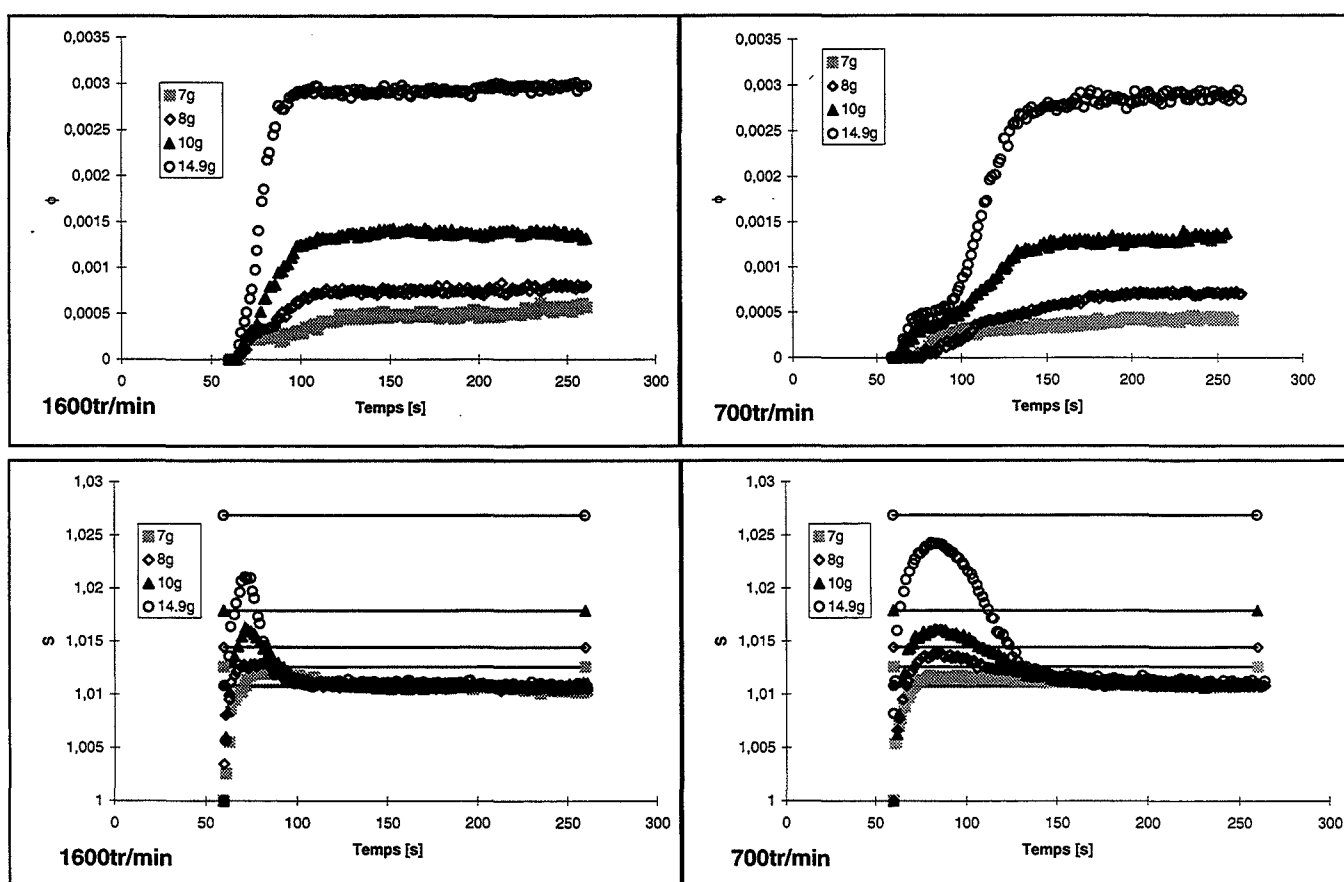 0,0035
0,003
0,0025
0,002
0,0015
0,001
0,0005
0
ϕ
7g
8g
10g
14.9g
0 50 100 150 200 250 300
Temps [s]
1600tr/min
0,0035
0,003
0,0025
0,002
0,0015
0,001
0,0005
0
ϕ
7g
8g
10g
14.9g
0 50 100 150 200 250 300
Temps [s]
700tr/min
1,03
1,025
1,02
1,015
1,01
1,005
1
S
7g
8g
10g
14.9g
0 50 100 150 200 250 300
Temps [s]
1600tr/min
1,03
1,025
1,02
1,015
1,01
1,005
1
S
7g
8g
10g
14.9g
0 50 100 150 200 250 300
Temps [s]
700tr/min